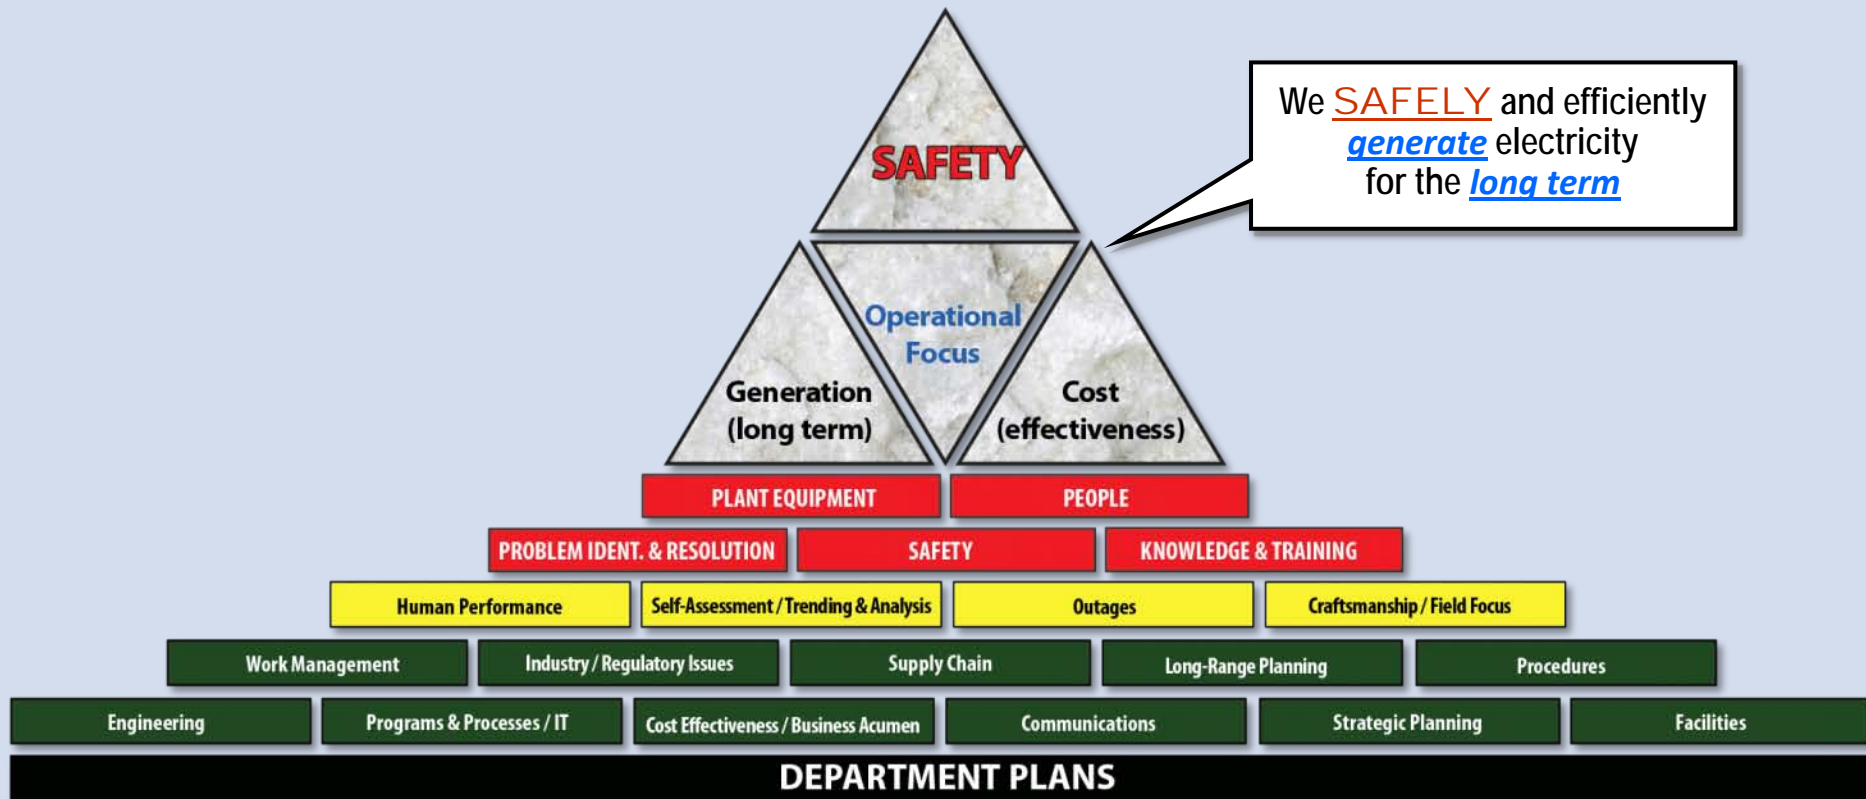 SAFETY
We SAFELY and efficiently
generate electricity
for the long term
Operational
Focus
Generation
(long term)
Cost
(effectiveness)
PLANT EQUIPMENT
PEOPLE
PROBLEM IDENT. & RESOLUTION
SAFETY
KNOWLEDGE & TRAINING
Human Performance
Self-Assessment / Trending & Analysis
Outages
Craftsmanship / Field Focus
Work Management
Industry / Regulatory Issues
Supply Chain
Long-Range Planning
Procedures
Engineering
Programs & Processes / IT
Cost Effectiveness / Business Acumen
Communications
Strategic Planning
Facilities
DEPARTMENT PLANS